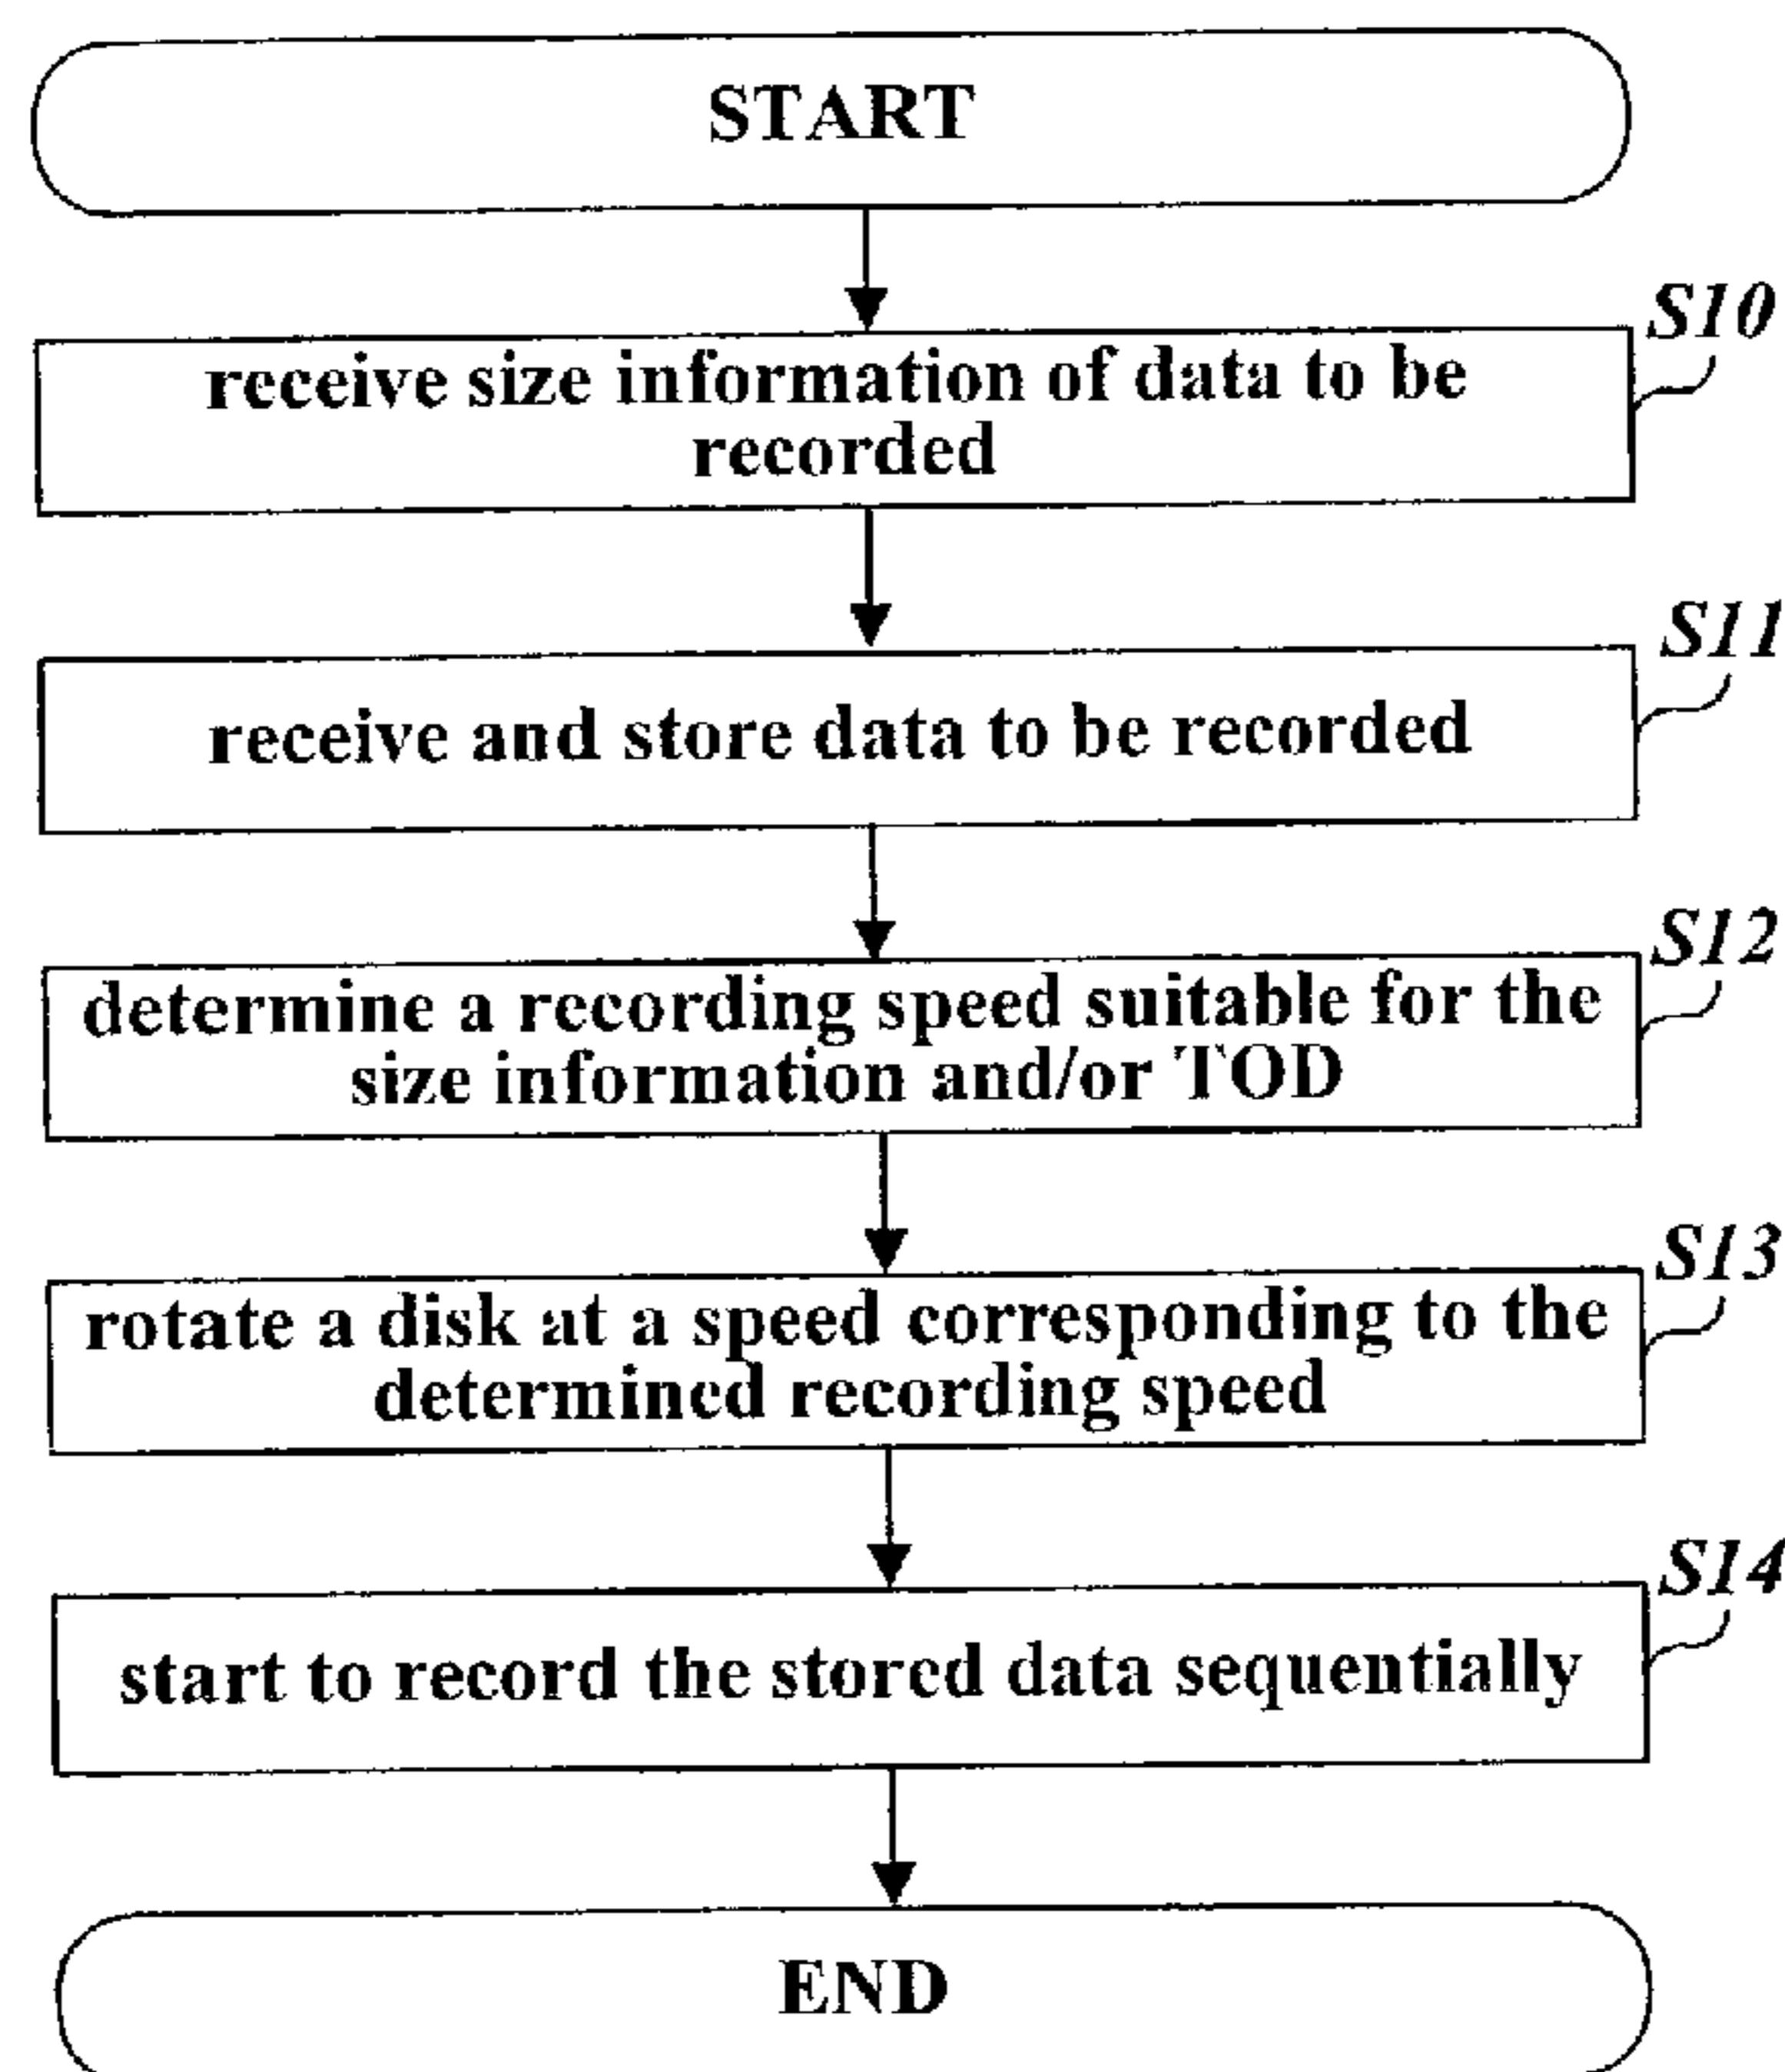 START
S10
receive size information of data to be
recorded
S11
receive and store data to be recorded
S12
determine a recording speed suitable for the
size information and/or TOD
S13
rotate a disk at a speed corresponding to the
determined recording speed
S14
start to record the stored data sequentially
END